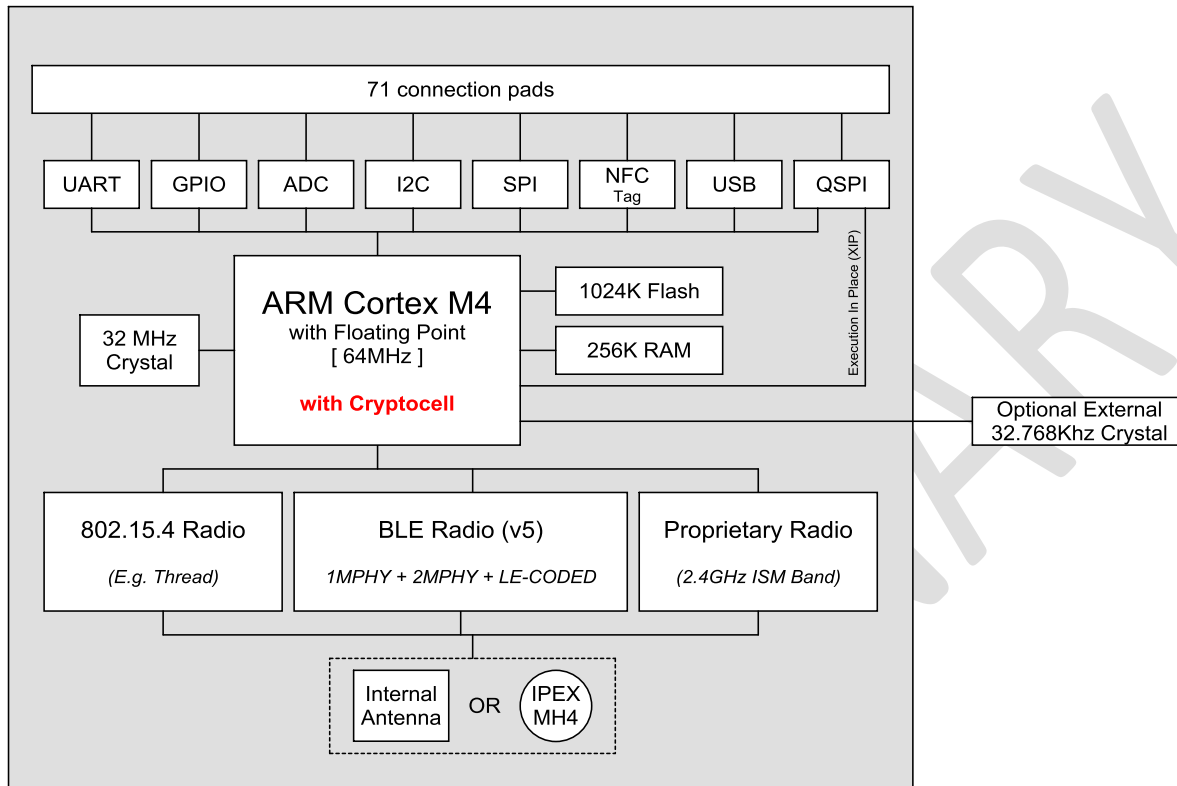 71 connection pads
UART
GPIO
ADC
I2C
SPI
NFC
Tag
USB
QSPI
Execution In Place (XIP)
ARM Cortex M4
with Floating Point
[ 64MHz ]
with Cryptocell
1024K Flash
256K RAM
32 MHz
Crystal
Optional External
32.768Khz Crystal
802.15.4 Radio
(E.g. Thread)
BLE Radio (v5)
1MPHY + 2MPHY + LE-CODED
Proprietary Radio
(2.4GHz ISM Band)
Internal
Antenna
OR
IPEX
MH4